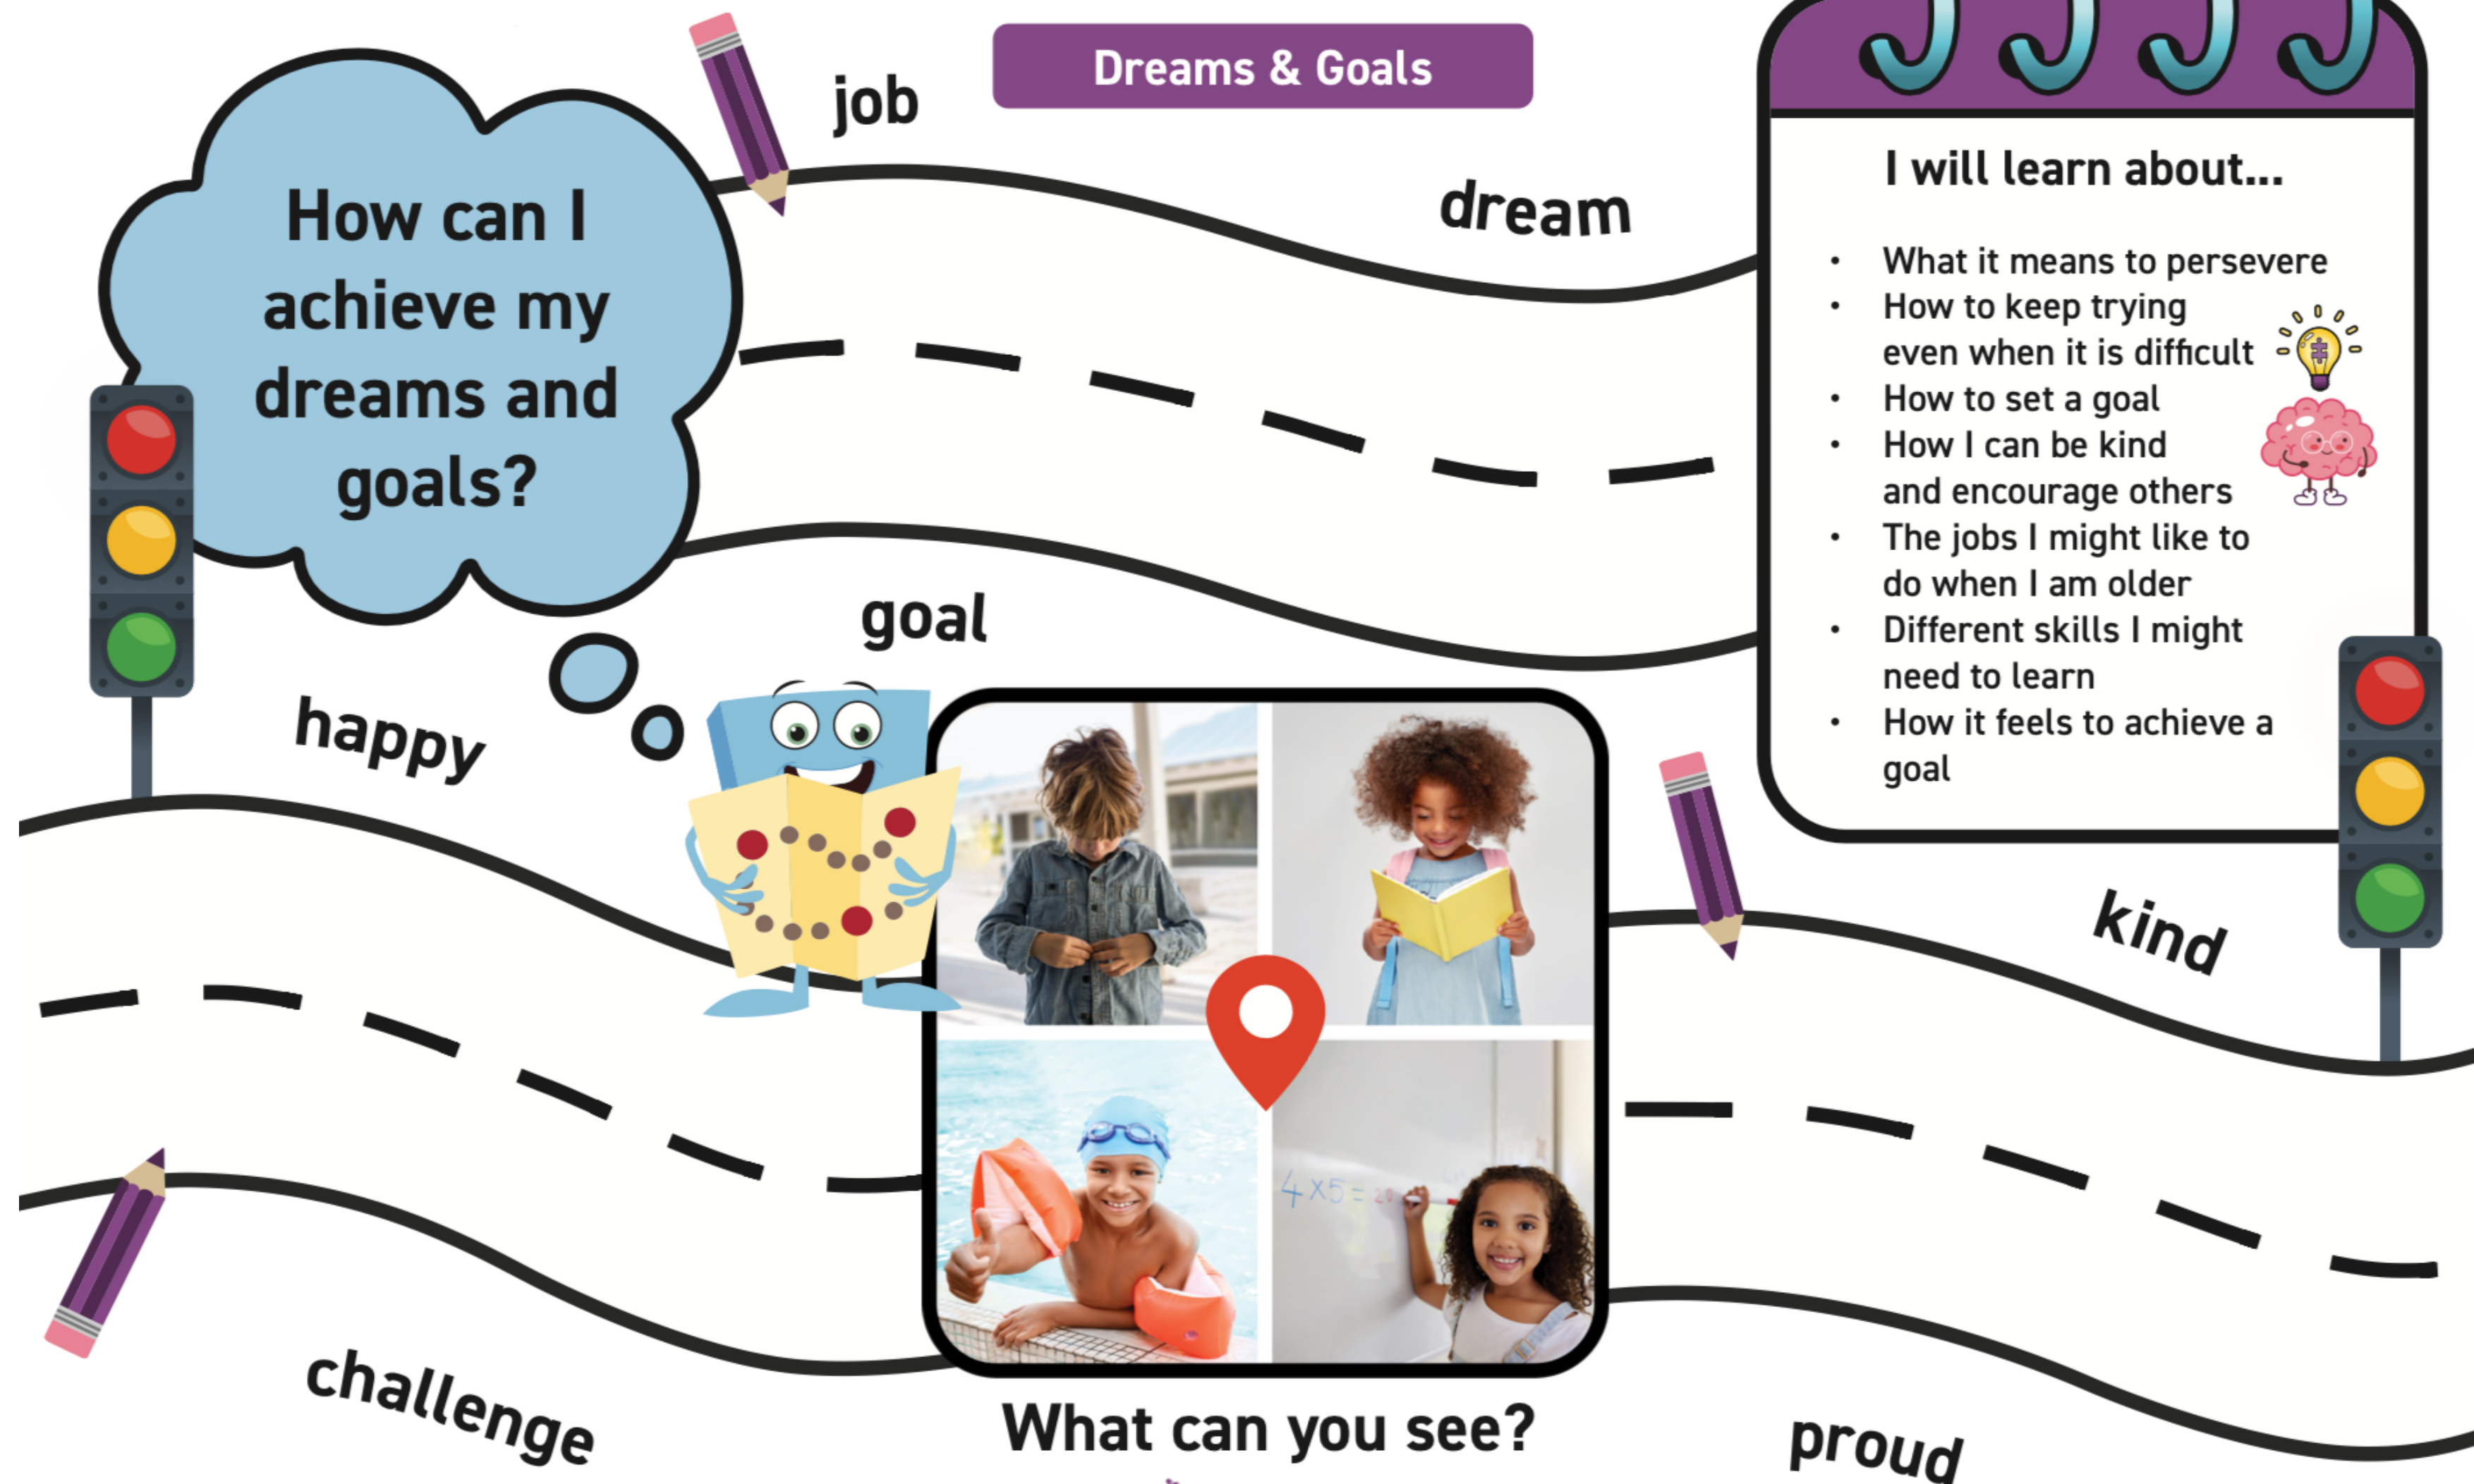 Dreams & Goals
job
dream
How can I
achieve my
dreams and
goals?
I will learn about...
• What it means to persevere
• How to keep trying
even when it is difficult
• How to set a goal
• How I can be kind
and encourage others
• The jobs I might like to
do when I am older
• Different skills I might
need to learn
• How it feels to achieve a
goal
goal
happy
kind
4 x 5 = 20
What can you see?
challenge
proud